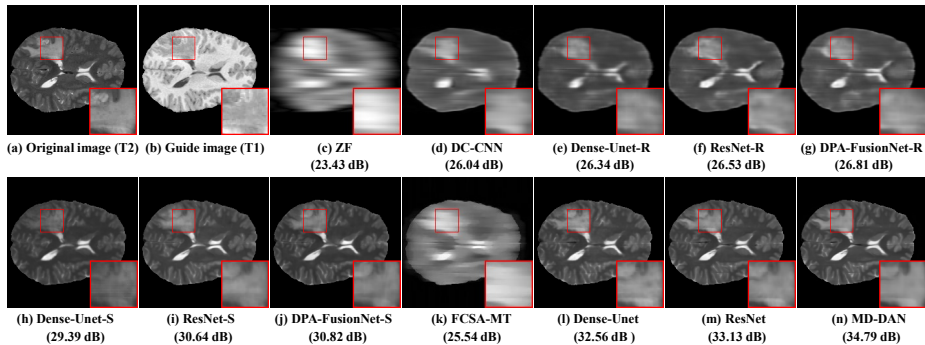 (a) Original image (T2) (b) Guide image (T1) (c) ZF (d) DC-CNN (e) Dense-Unet-R (f) ResNet-R (g) DPA-FusionNet-R
(23.43 dB) (26.04 dB) (26.34 dB) (26.53 dB) (26.81 dB)
(h) Dense-Unet-S (i) ResNet-S (j) DPA-FusionNet-S (k) FCSA-MT (l) Dense-Unet (m) ResNet (n) MD-DAN
(29.39 dB) (30.64 dB) (30.82 dB) (25.54 dB) (32.56 dB ) (33.13 dB) (34.79 dB)